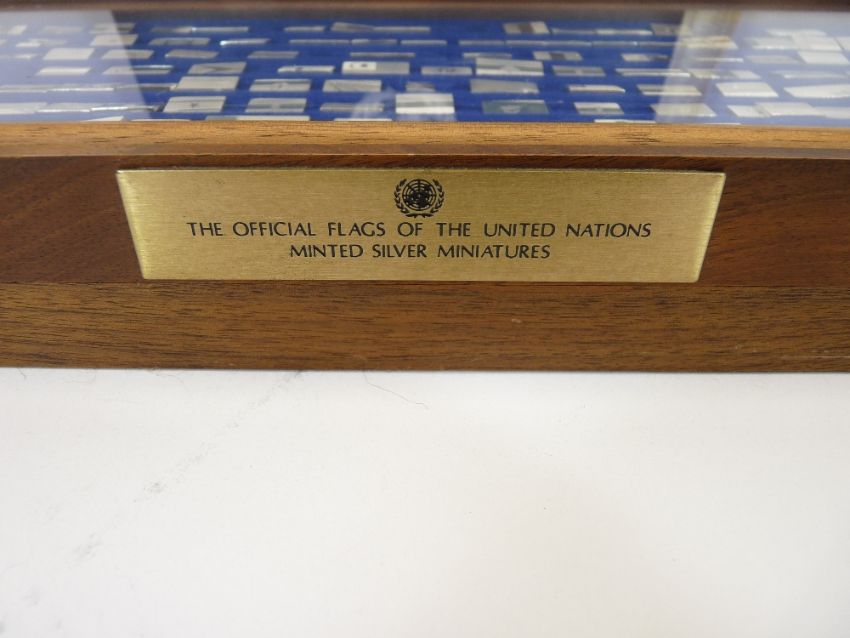 THE OFFICIAL FLAGS OF THE UNITED NATIONS
MINTED SILVER MINIATURES